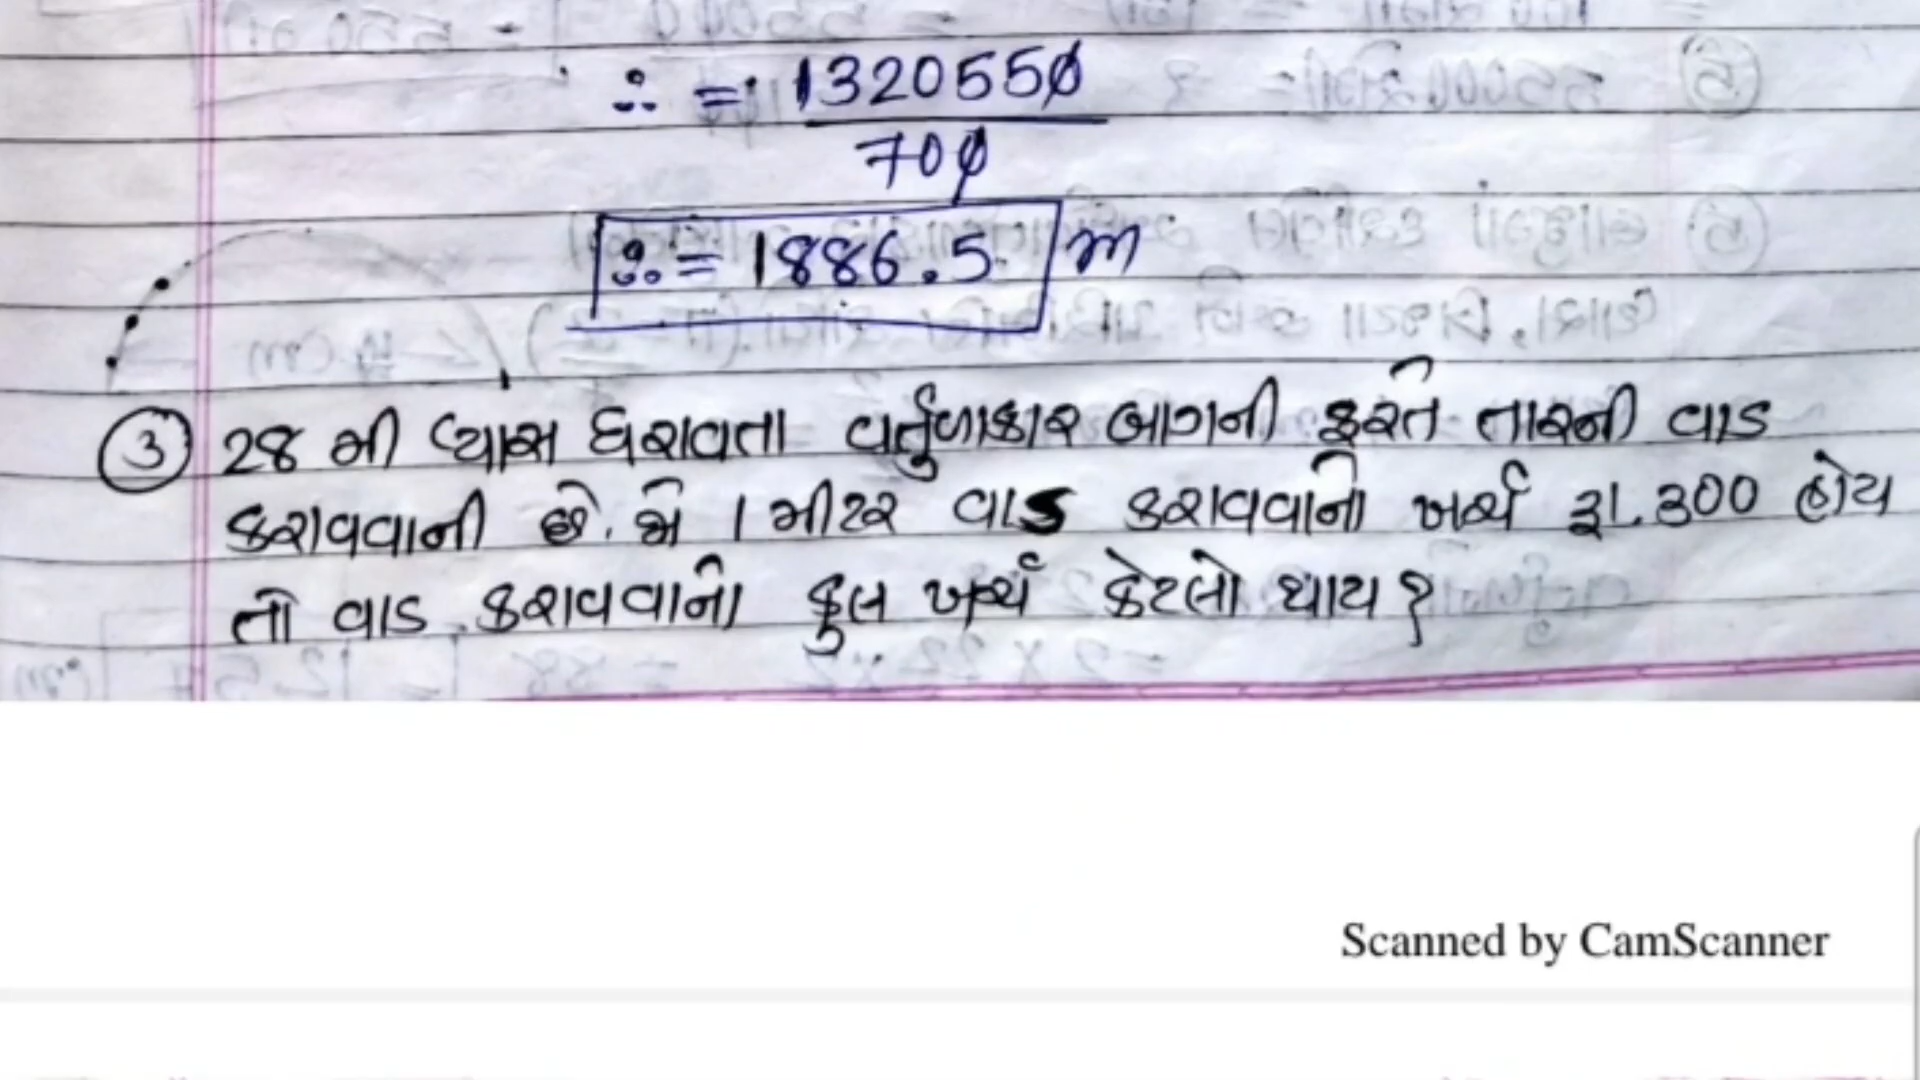 ∴ = 1320550
700
∴ = 1886.5 m
③ 28 મી વ્યાસ ધરાવતા વર્તુળાકાર બાગની ફરતે તારની વાડ
કરાવવાની છે. જો 1 મીટર વાડ કરાવવાનો ખર્ચ રૂા. 300 હોય
તો વાડ કરાવવાનો કુલ ખર્ચ કેટલો થાય ?
Scanned by CamScanner